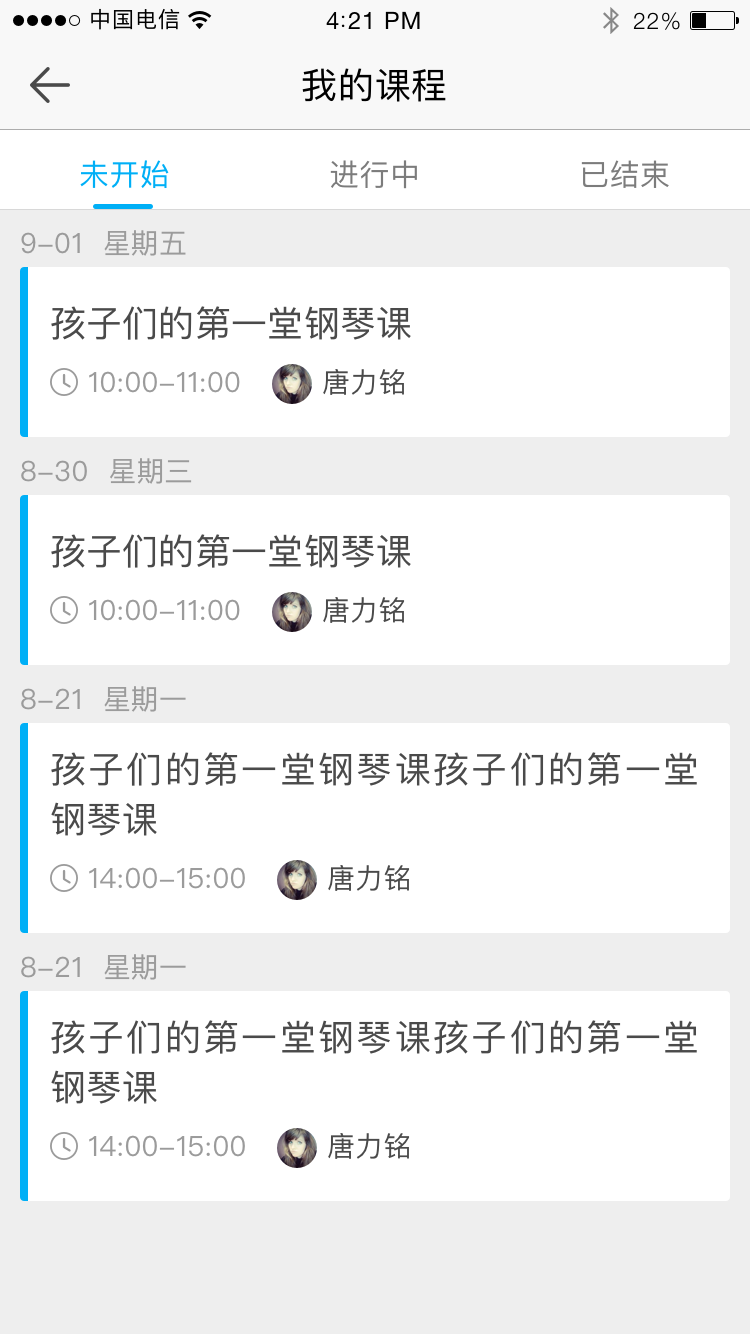 中国电信 4:21 PM 22%
我的课程
未开始 进行中 已结束
9-01 星期五
孩子们的第一堂钢琴课
10:00-11:00 唐力铭
8-30 星期三
孩子们的第一堂钢琴课
10:00-11:00 唐力铭
8-21 星期一
孩子们的第一堂钢琴课孩子们的第一堂
钢琴课
14:00-15:00 唐力铭
8-21 星期一
孩子们的第一堂钢琴课孩子们的第一堂
钢琴课
14:00-15:00 唐力铭